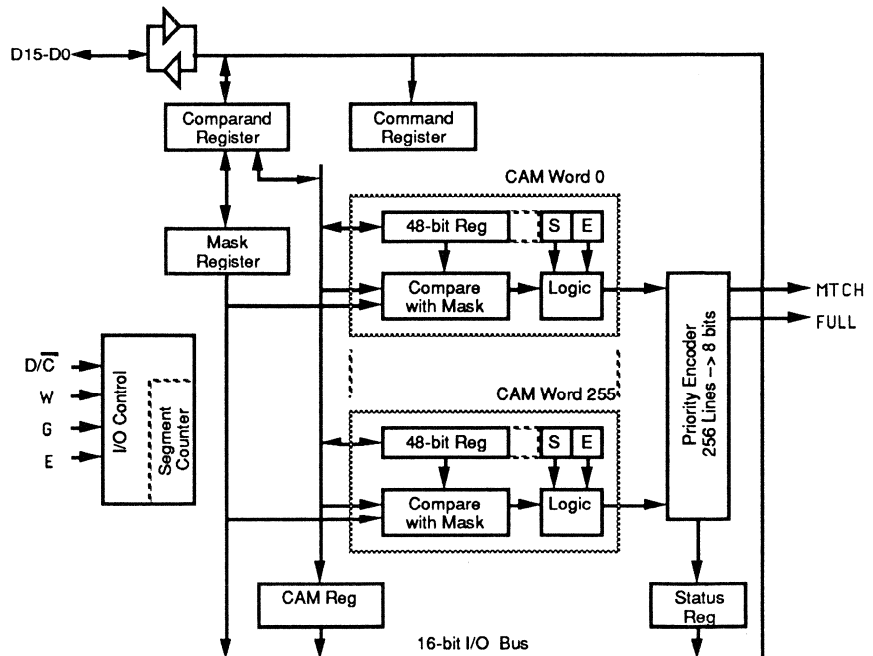 D15-D0
Comparand
Register
Command
Register
CAM Word 0
48-bit Reg
S
E
Mask
Register
Compare
with Mask
Logic
MTCH
FULL
Priority Encoder
256 Lines --> 8 bits
D/C̅
W
G
E
I/O Control
Segment
Counter
CAM Word 255
48-bit Reg
S
E
Compare
with Mask
Logic
CAM Reg
Status
Reg
16-bit I/O Bus